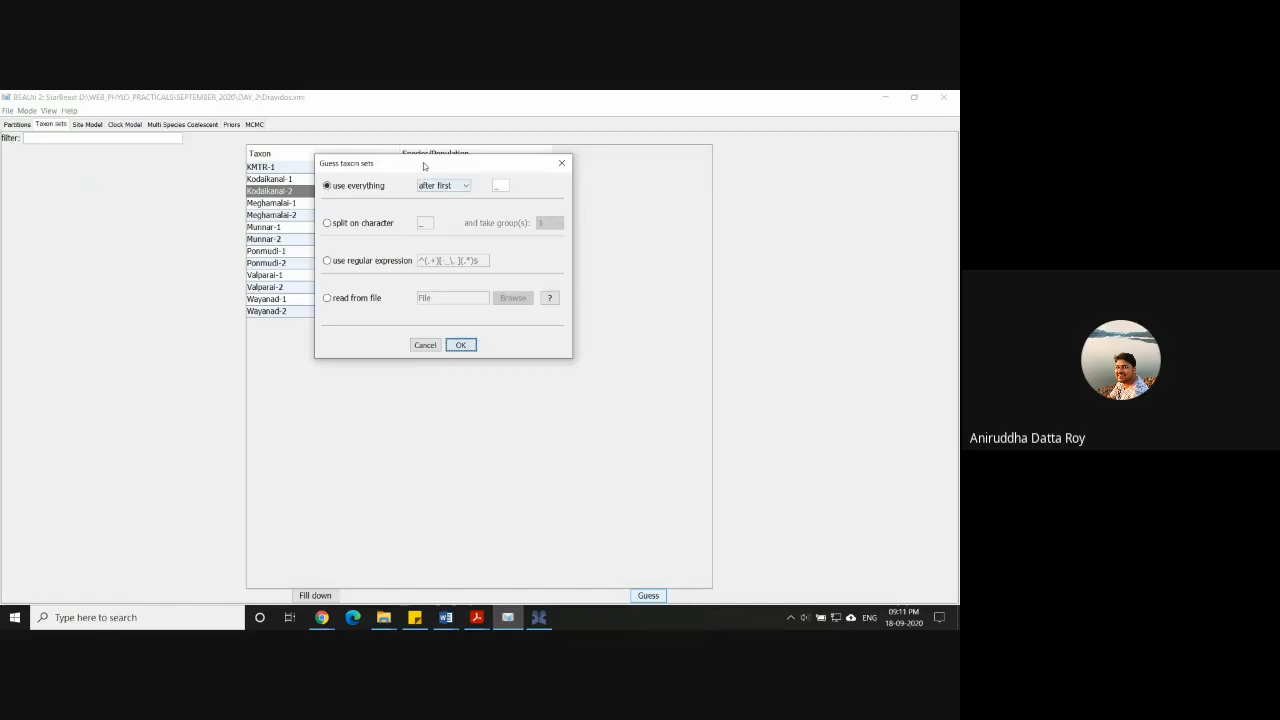 BEAUti 2: StarBeast D:\WEB_PHYLO_PRACTICALS\SEPTEMBER_2020\DAY_2\Dravidos.xml
File Mode View Help
Partitions Taxon sets Site Model Clock Model Multi Species Coalescent Priors MCMC
filter:
Taxon Species/Population
KMTR-1
Kodaikanai-1
Kodaikanai-2
Meghamalai-1
Meghamalai-2
Munnar-1
Munnar-2
Ponmudi-1
Ponmudi-2
Valparai-1
Valparai-2
Wayanad-1
Wayanad-2
Guess taxon sets
use everything after first _
split on character _ and take group(s): 1
use regular expression ^(.+)[-_\. ](.*)$
read from file File Browse ?
Cancel OK
Fill down Guess
Type here to search
ENG
09:11 PM
18-09-2020
Aniruddha Datta Roy